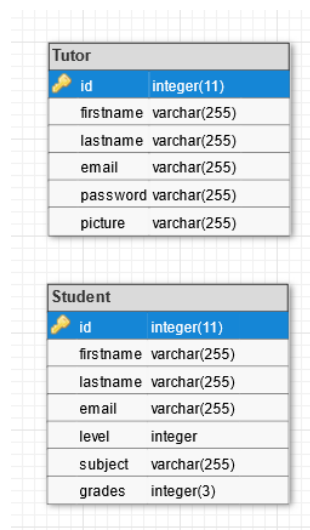 Tutor
id integer(11)
firstname varchar(255)
lastname varchar(255)
email varchar(255)
password varchar(255)
picture varchar(255)
Student
id integer(11)
firstname varchar(255)
lastname varchar(255)
email varchar(255)
level integer
subject varchar(255)
grades integer(3)